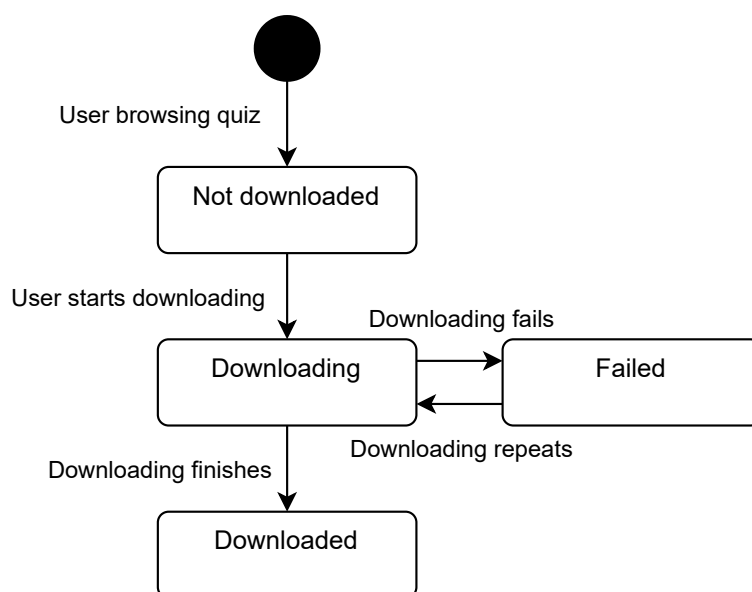 User browsing quiz
Not downloaded
User starts downloading
Downloading fails
Downloading
Failed
Downloading repeats
Downloading finishes
Downloaded